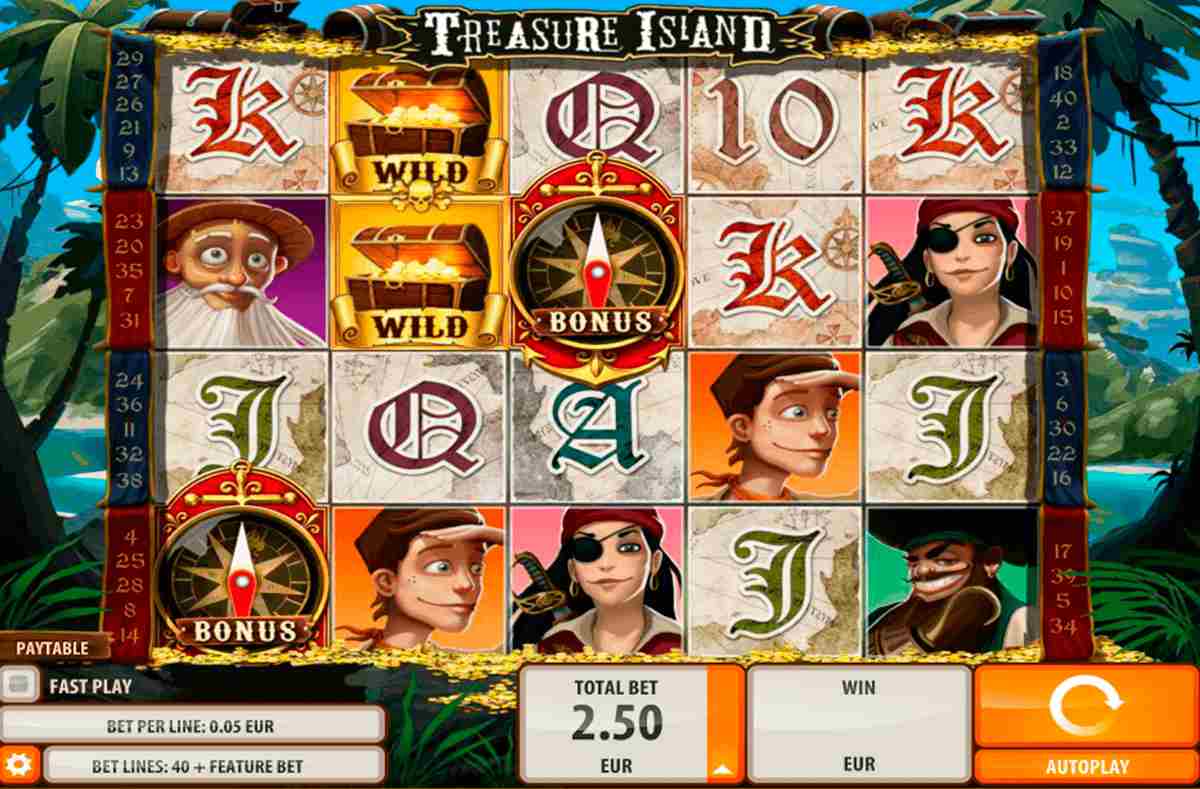 TREASURE ISLAND
29
27
26
21
9
13
K
WILD
Q
10
K
18
40
2
33
12
23
20
35
7
31
WILD
BONUS
K
37
19
1
10
15
24
36
11
32
38
J
Q
A
J
3
6
30
22
16
4
25
28
8
14
BONUS
J
17
39
5
34
PAYTABLE
FAST PLAY
BET PER LINE: 0.05 EUR
BET LINES: 40 + FEATURE BET
TOTAL BET
2.50
EUR
WIN
EUR
AUTOPLAY